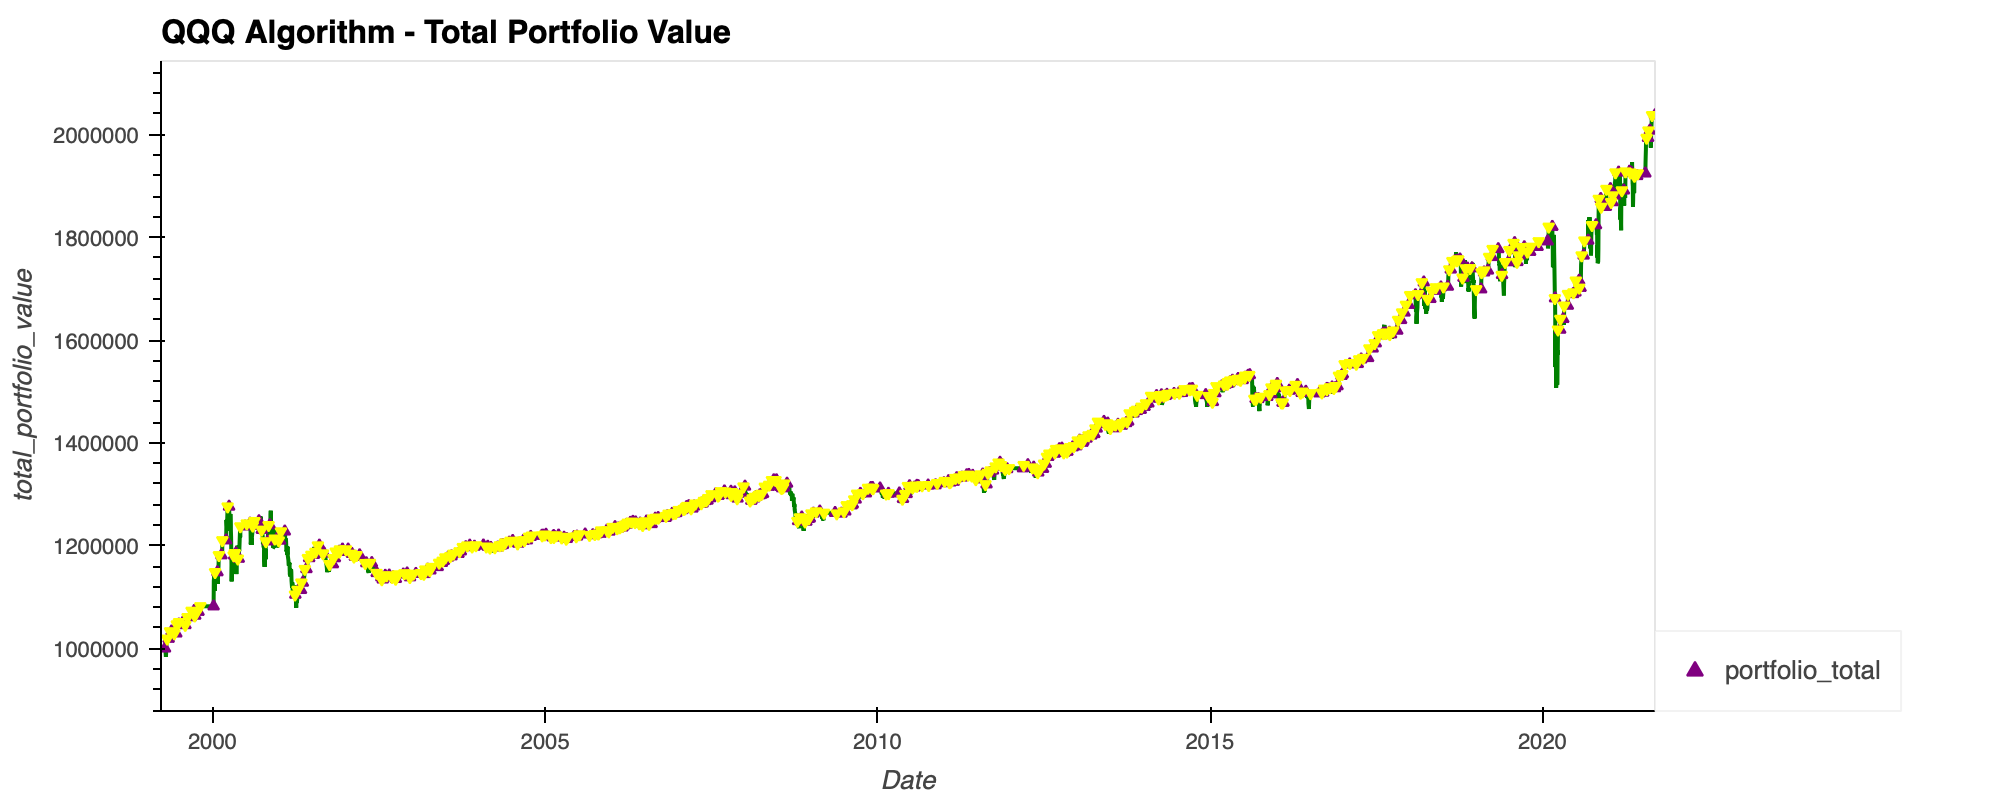 QQQ Algorithm - Total Portfolio Value
total_portfolio_value
2000000
1800000
1600000
1400000
1200000
1000000
2000
2005
2010
2015
2020
Date
portfolio_total